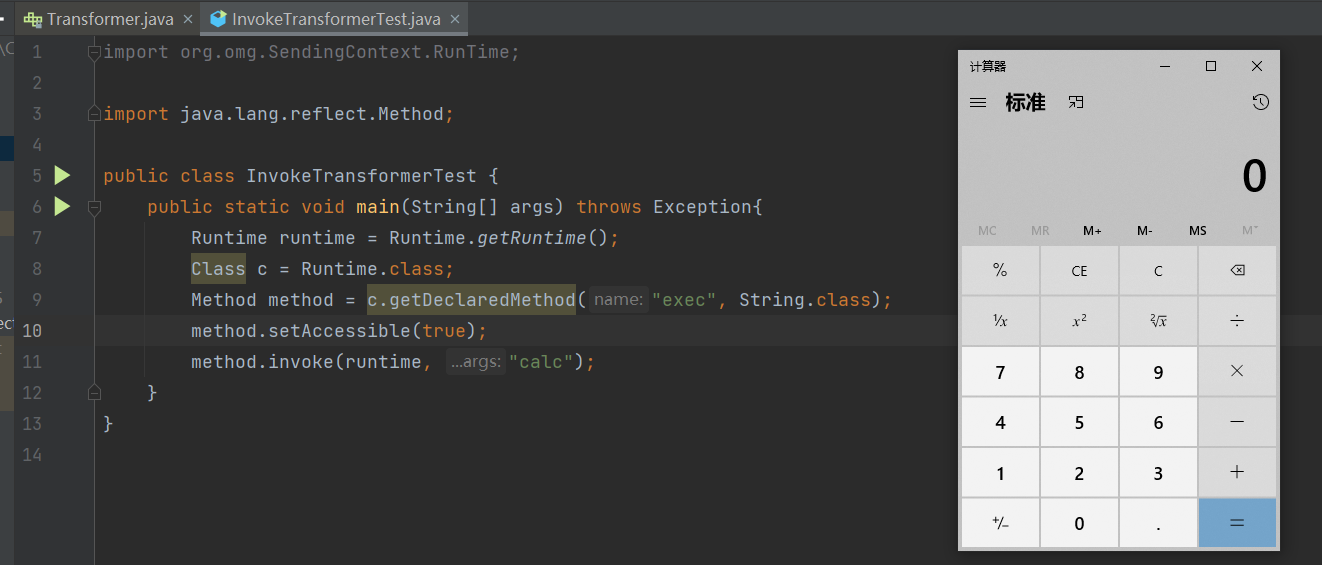 Transformer.java × InvokeTransformerTest.java ×
1 import org.omg.SendingContext.RunTime;
2
3 import java.lang.reflect.Method;
4
5 public class InvokeTransformerTest {
6 public static void main(String[] args) throws Exception{
7 Runtime runtime = Runtime.getRuntime();
8 Class c = Runtime.class;
9 Method method = c.getDeclaredMethod( name: "exec", String.class);
10 method.setAccessible(true);
11 method.invoke(runtime, ...args: "calc");
12 }
13 }
14
计算器
标准
0
MC MR M+ M- MS M˅
% CE C ⌫
¹/x x² ²√x ÷
7 8 9 ×
4 5 6 −
1 2 3 +
+/− 0 . =